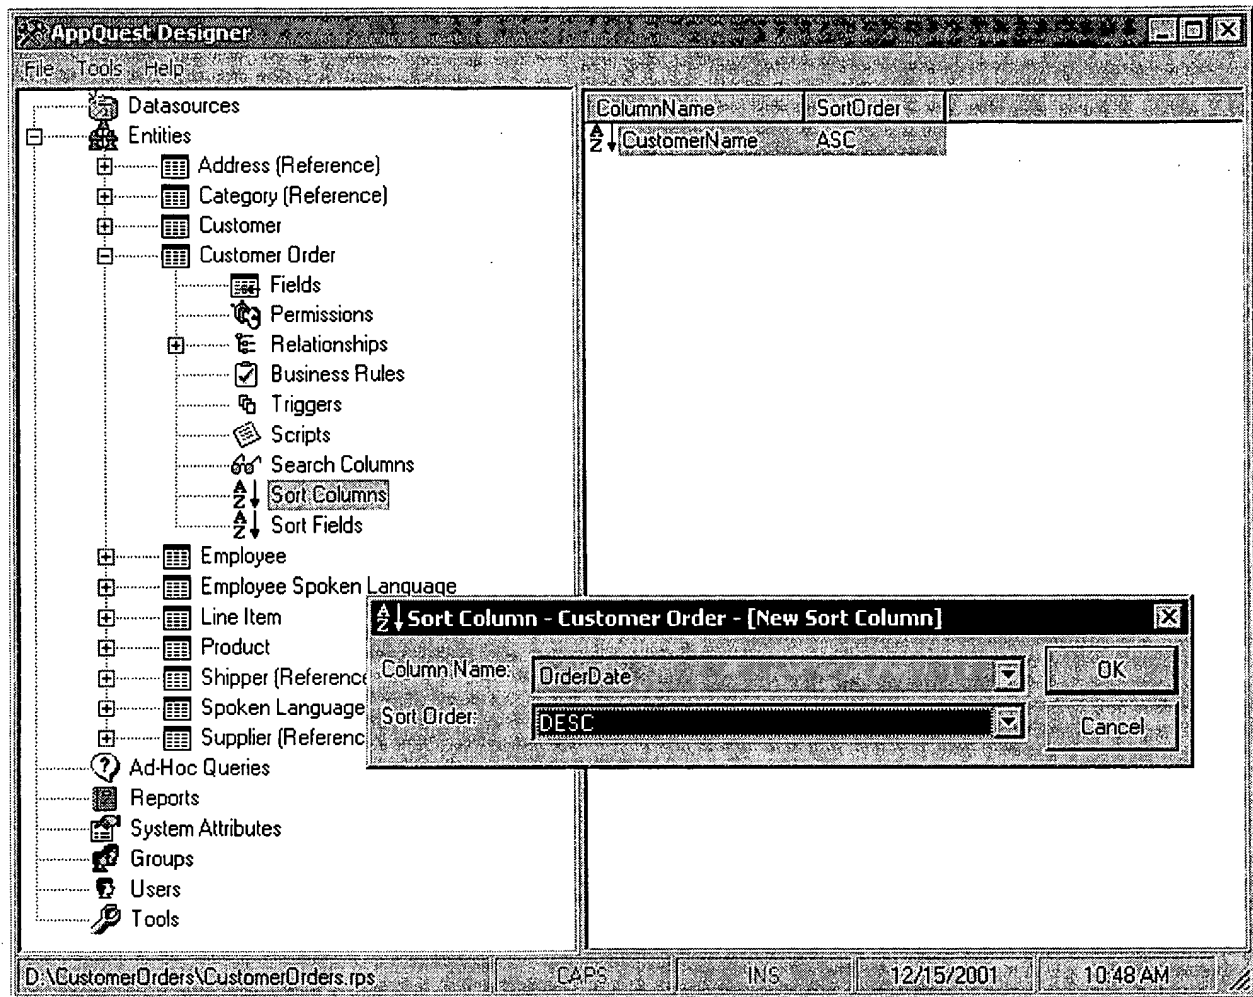 AppQuest Designer
File Tools Help
Datasources
Entities
Address (Reference)
Category (Reference)
Customer
Customer Order
Fields
Permissions
Relationships
Business Rules
Triggers
Scripts
Search Columns
Sort Columns
Sort Fields
Employee
Employee Spoken Language
Line Item
Product
Shipper (Reference
Spoken Language
Supplier (Referenc
Ad-Hoc Queries
Reports
System Attributes
Groups
Users
Tools
ColumnName SortOrder
CustomerName ASC
Sort Column - Customer Order - [New Sort Column]
Column Name: OrderDate OK
Sort Order: DESC Cancel
D:\CustomerOrders\CustomerOrders.rps CAPS INS 12/15/2001 10:48 AM